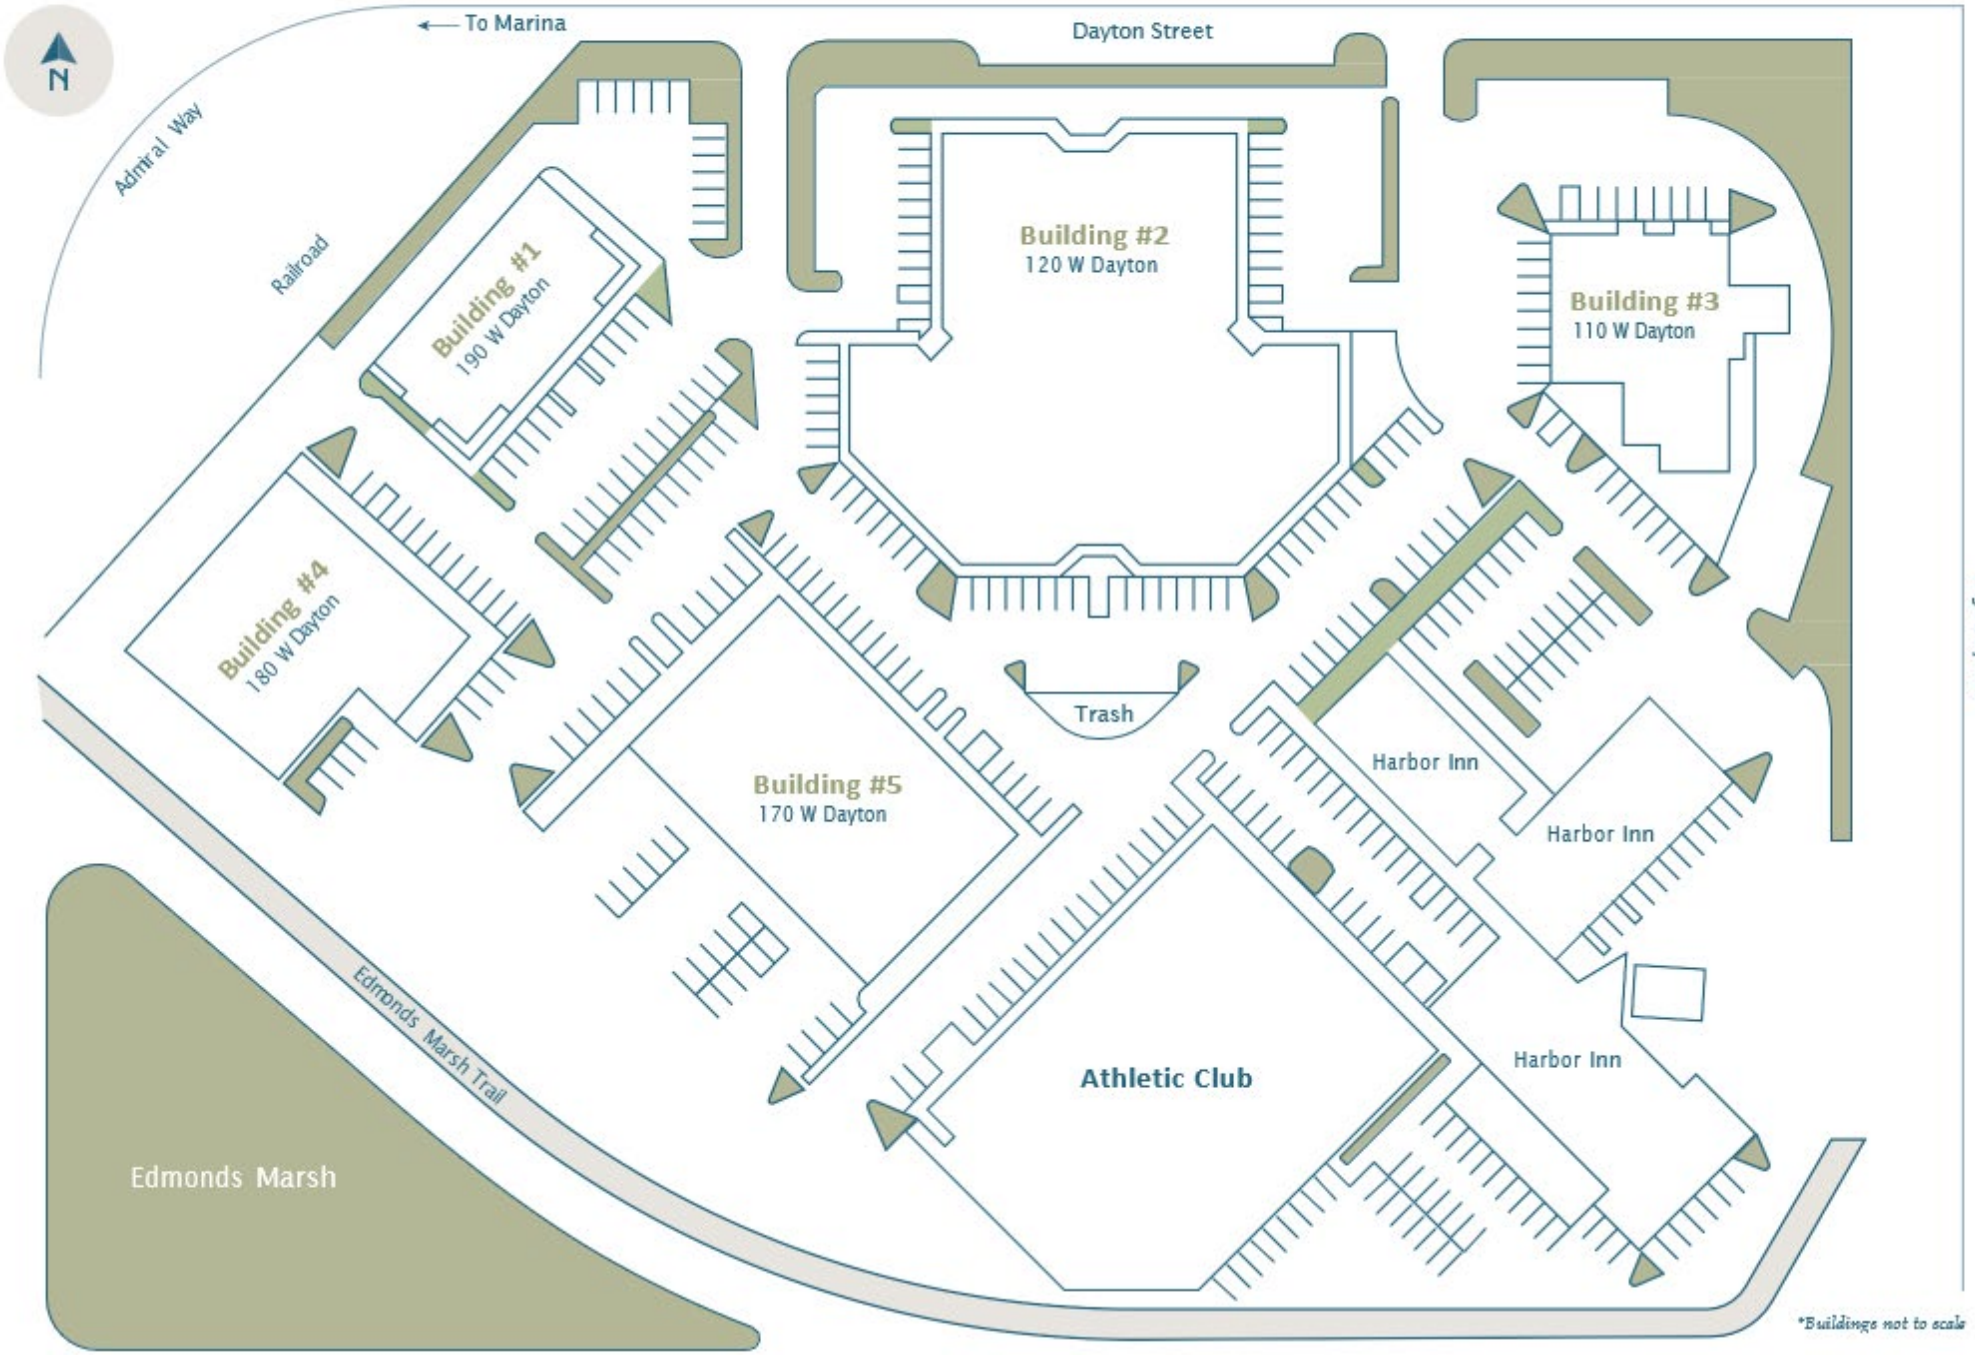 To Marina
Dayton Street
N
Admiral Way
Railroad
Building #1
190 W Dayton
Building #2
120 W Dayton
Building #3
110 W Dayton
Building #4
180 W Dayton
Trash
Building #5
170 W Dayton
Harbor Inn
Harbor Inn
Edmonds Marsh Trail
Harbor Inn
Athletic Club
Edmonds Marsh
*Buildings not to scale